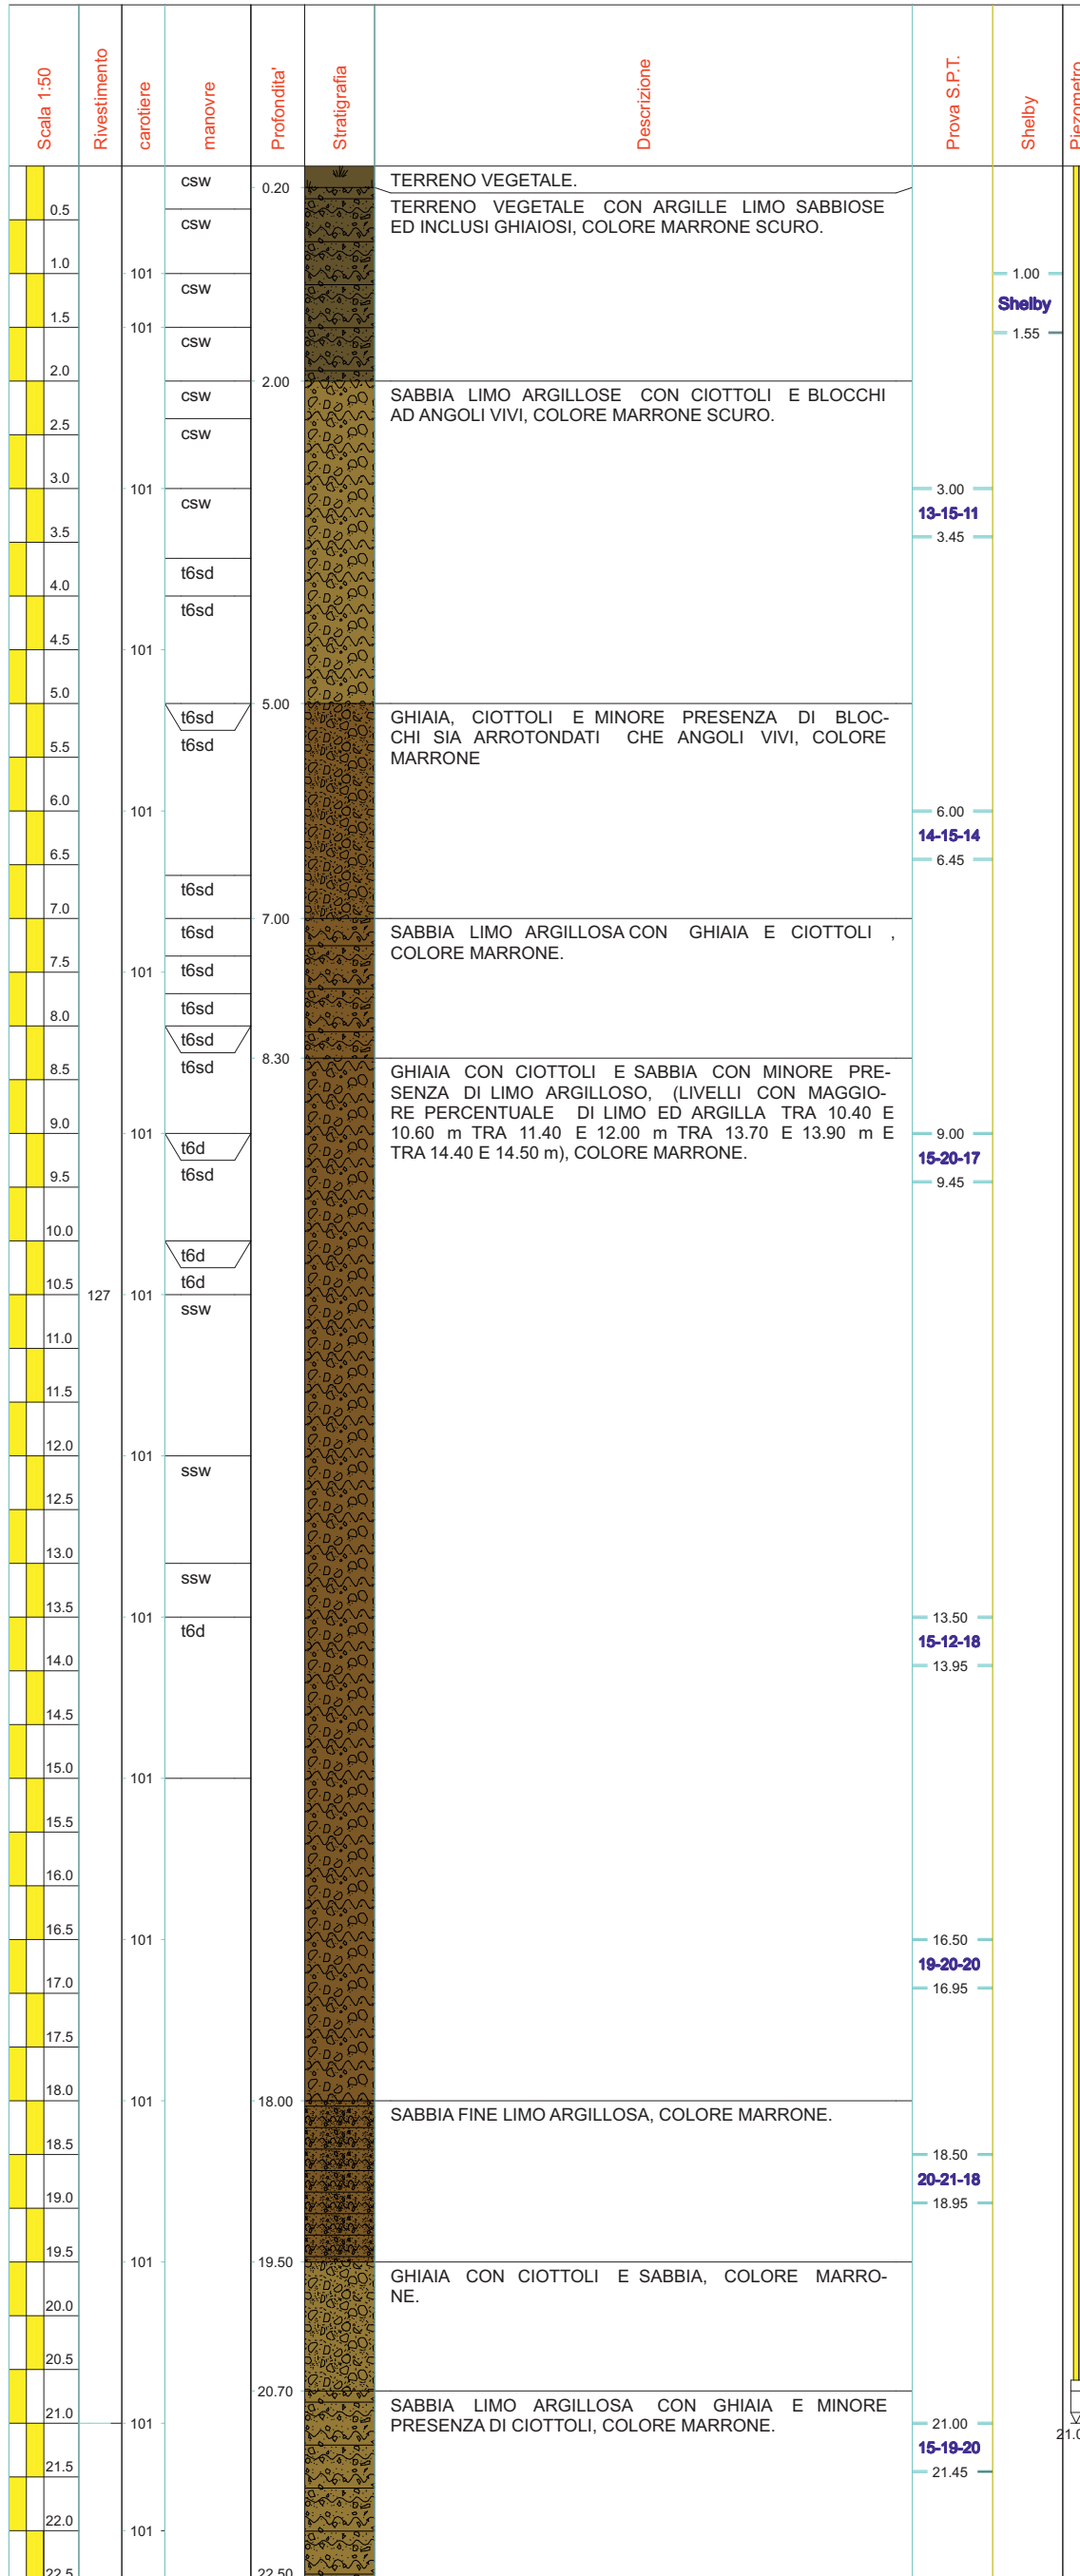 Scala 1:50
Rivestimento
carotiere
manovre
Profondita'
Stratigrafia
Descrizione
Prova S.P.T.
Shelby
Piezometro
csw
0.20
TERRENO VEGETALE.
0.5
csw
TERRENO VEGETALE CON ARGILLE LIMO SABBIOSE
ED INCLUSI GHIAIOSI, COLORE MARRONE SCURO.
1.0
101
1.00
csw
Shelby
1.5
101
1.55
csw
2.0
2.00
csw
SABBIA LIMO ARGILLOSE CON CIOTTOLI E BLOCCHI
AD ANGOLI VIVI, COLORE MARRONE SCURO.
2.5
csw
3.0
101
3.00
csw
13-15-11
3.5
3.45
t6sd
4.0
t6sd
4.5
101
5.0
5.00
t6sd
GHIAIA, CIOTTOLI E MINORE PRESENZA DI BLOC-
CHI SIA ARROTONDATI CHE ANGOLI VIVI, COLORE
MARRONE
t6sd
5.5
6.0
101
6.00
14-15-14
6.5
6.45
t6sd
7.0
7.00
t6sd
SABBIA LIMO ARGILLOSA CON GHIAIA E CIOTTOLI ,
COLORE MARRONE.
7.5
101
t6sd
8.0
t6sd
t6sd
8.30
8.5
t6sd
GHIAIA CON CIOTTOLI E SABBIA CON MINORE PRE-
SENZA DI LIMO ARGILLOSO, (LIVELLI CON MAGGIO-
RE PERCENTUALE DI LIMO ED ARGILLA TRA 10.40 E
10.60 m TRA 11.40 E 12.00 m TRA 13.70 E 13.90 m E
TRA 14.40 E 14.50 m), COLORE MARRONE.
9.0
101
9.00
t6d
15-20-17
9.5
t6sd
9.45
10.0
t6d
10.5
t6d
127
101
ssw
11.0
11.5
12.0
101
ssw
12.5
13.0
ssw
13.5
101
13.50
t6d
15-12-18
14.0
13.95
14.5
15.0
101
15.5
16.0
16.5
101
16.50
19-20-20
17.0
16.95
17.5
18.0
101
18.00
SABBIA FINE LIMO ARGILLOSA, COLORE MARRONE.
18.5
18.50
20-21-18
19.0
18.95
19.5
101
19.50
GHIAIA CON CIOTTOLI E SABBIA, COLORE MARRO-
NE.
20.0
20.5
20.70
SABBIA LIMO ARGILLOSA CON GHIAIA E MINORE
PRESENZA DI CIOTTOLI, COLORE MARRONE.
21.0
101
21.00
15-19-20
21.5
21.45
22.0
101
22.5
22.50